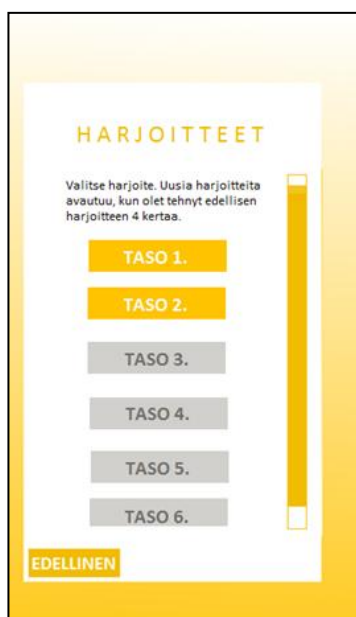 HARJOITTEET
Valitse harjoite. Uusia harjoitteita
avautuu, kun olet tehnyt edellisen
harjoitteen 4 kertaa.
TASO 1.
TASO 2.
TASO 3.
TASO 4.
TASO 5.
TASO 6.
EDELLINEN